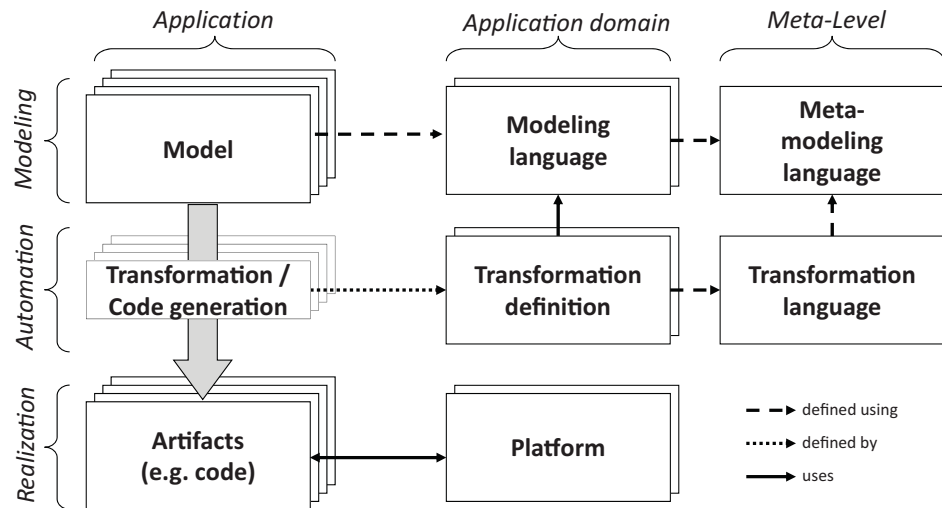 Application
Application domain
Meta-Level
Modeling
Model
Modeling
language
Meta-
modeling
language
Automation
Transformation /
Code generation
Transformation
definition
Transformation
language
Realization
Artifacts
(e.g. code)
Platform
defined using
defined by
uses